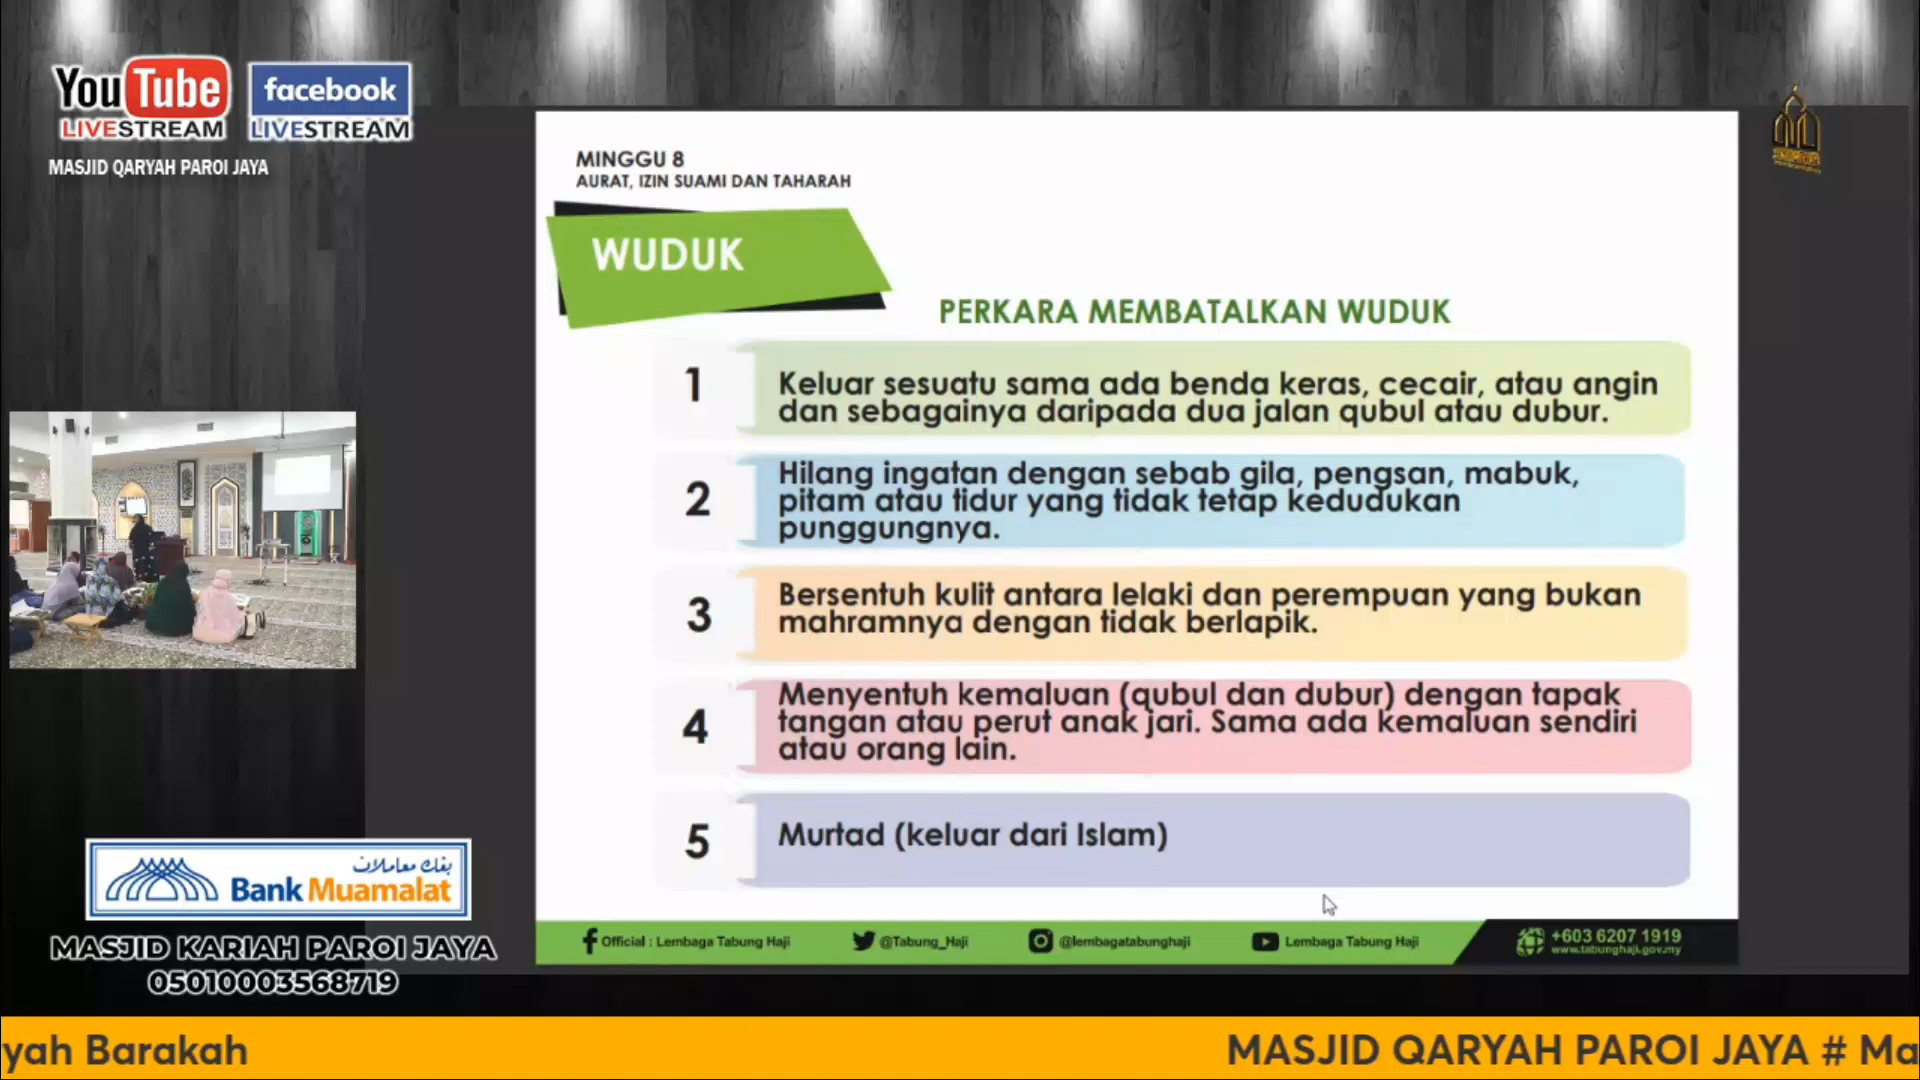 YouTube
LIVESTREAM
facebook
LIVESTREAM
MASJID QARYAH PAROI JAYA
MINGGU 8
AURAT, IZIN SUAMI DAN TAHARAH
WUDUK
PERKARA MEMBATALKAN WUDUK
1
Keluar sesuatu sama ada benda keras, cecair, atau angin
dan sebagainya daripada dua jalan qubul atau dubur.
2
Hilang ingatan dengan sebab gila, pengsan, mabuk,
pitam atau tidur yang tidak tetap kedudukan
punggungnya.
3
Bersentuh kulit antara lelaki dan perempuan yang bukan
mahramnya dengan tidak berlapik.
4
Menyentuh kemaluan (qubul dan dubur) dengan tapak
tangan atau perut anak jari. Sama ada kemaluan sendiri
atau orang lain.
5
Murtad (keluar dari Islam)
Official : Lembaga Tabung Haji
@Tabung_Haji
@lembagatabunghaji
Lembaga Tabung Haji
+603 6207 1919
www.tabunghaji.gov.my
بنك معاملات
Bank Muamalat
MASJID KARIAH PAROI JAYA
05010003568719
yah Barakah
MASJID QARYAH PAROI JAYA # Ma